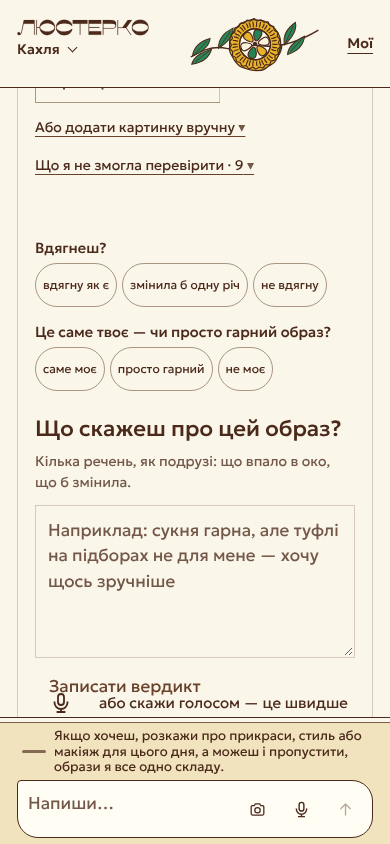 ЛЮСТЕРКО
Кахля
Мої
Або додати картинку вручну ▾
Що я не змогла перевірити · 9 ▾
Вдягнеш?
вдягну як є
змінила б одну річ
не вдягну
Це саме твоє — чи просто гарний образ?
саме моє
просто гарний
не моє
Що скажеш про цей образ?
Кілька речень, як подрузі: що впало в око,
що б змінила.
Наприклад: сукня гарна, але туфлі
на підборах не для мене — хочу
щось зручніше
Записати вердикт
або скажи голосом — це швидше
Якщо хочеш, розкажи про прикраси, стиль або
макіяж для цього дня, а можеш і пропустити,
образи я все одно складу.
Напиши…